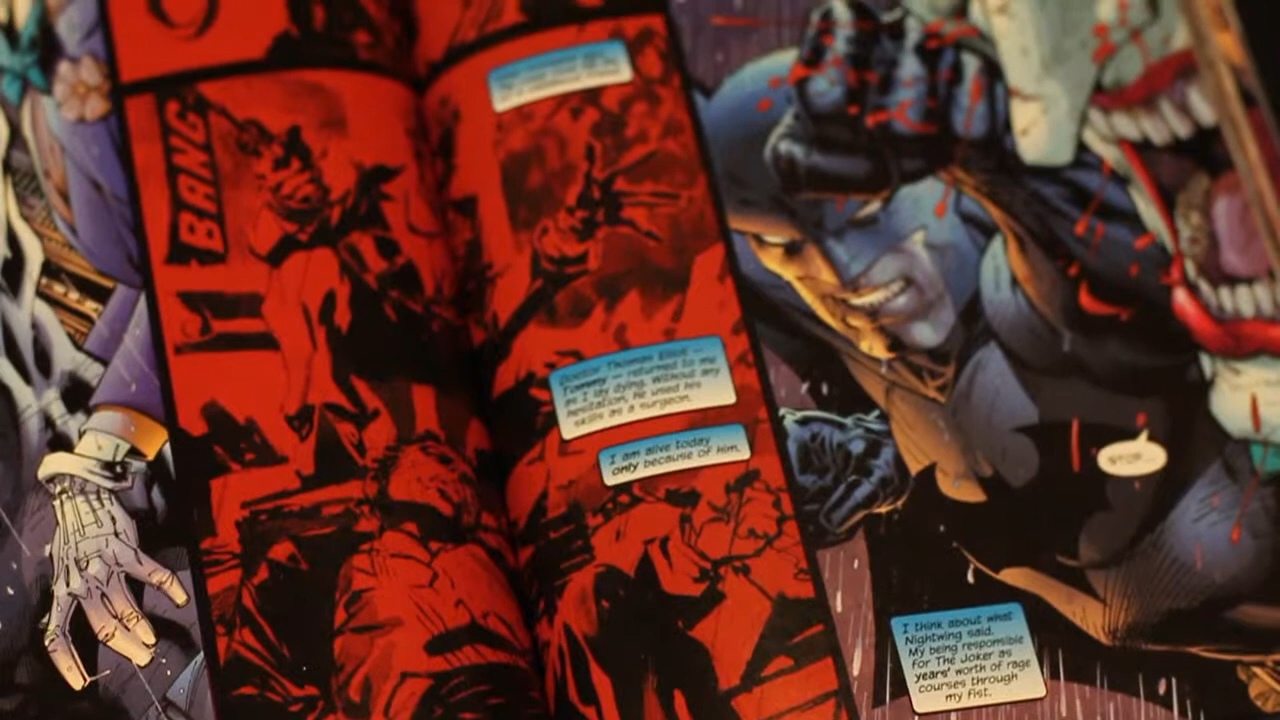 BANG
Doctor Thomas Elliot --
Tommy -- returned to me
as I lay dying. Without any
hesitation, he used his
skills as a surgeon.
I am alive today
only because of him.
STOP...
I think about what
Nightwing said.
My being responsible
for The Joker as
years' worth of rage
courses through
my fist.